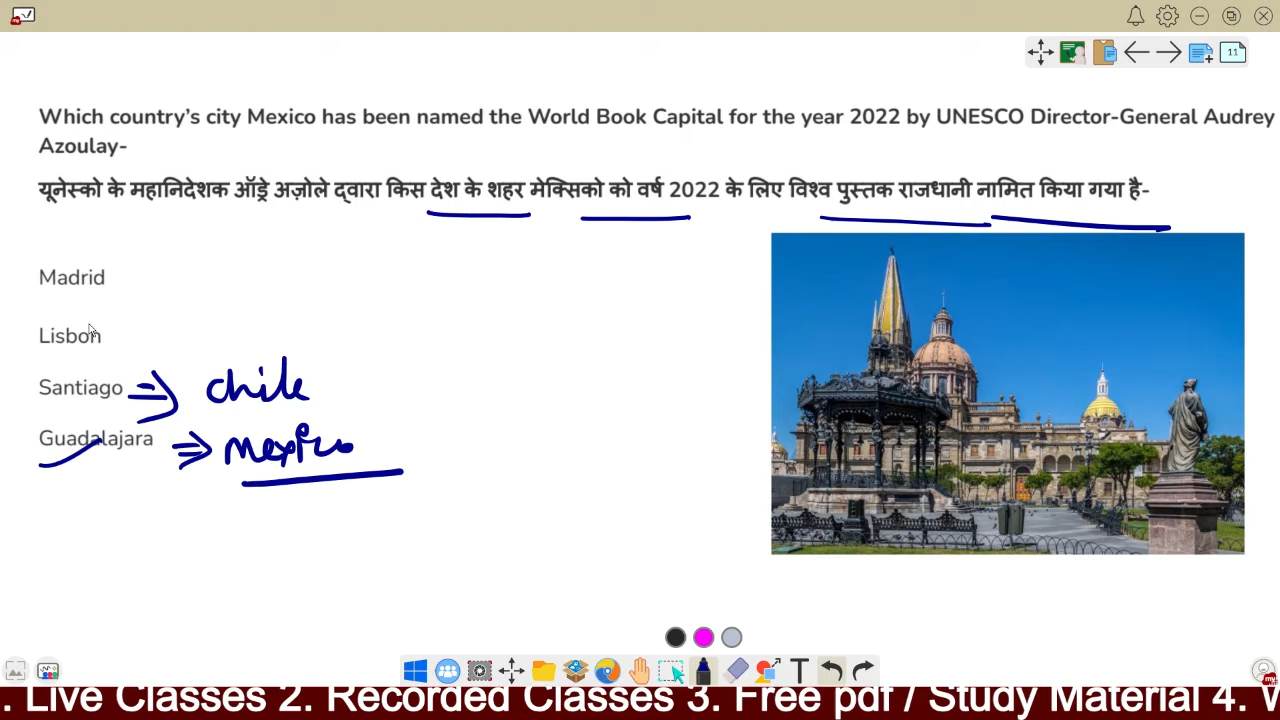 11
Which country's city Mexico has been named the World Book Capital for the year 2022 by UNESCO Director-General Audrey
Azoulay-
यूनेस्को के महानिदेशक ऑड्रे अज़ोले द्वारा किस देश के शहर मेक्सिको को वर्ष 2022 के लिए विश्व पुस्तक राजधानी नामित किया गया है-
Madrid
Lisbon
Santiago ⇒ chile
Guadalajara ⇒ mexico
. Live Classes 2. Recorded Classes 3. Free pdf / Study Material 4. W